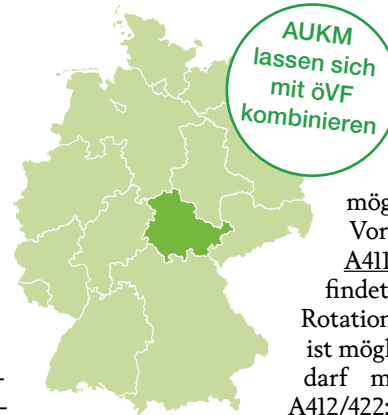 AUKM
lassen sich
mit öVF
kombinieren
mög
Vor
A411
findet
Rotation
ist mögl
darf m
A412/422:
-
-